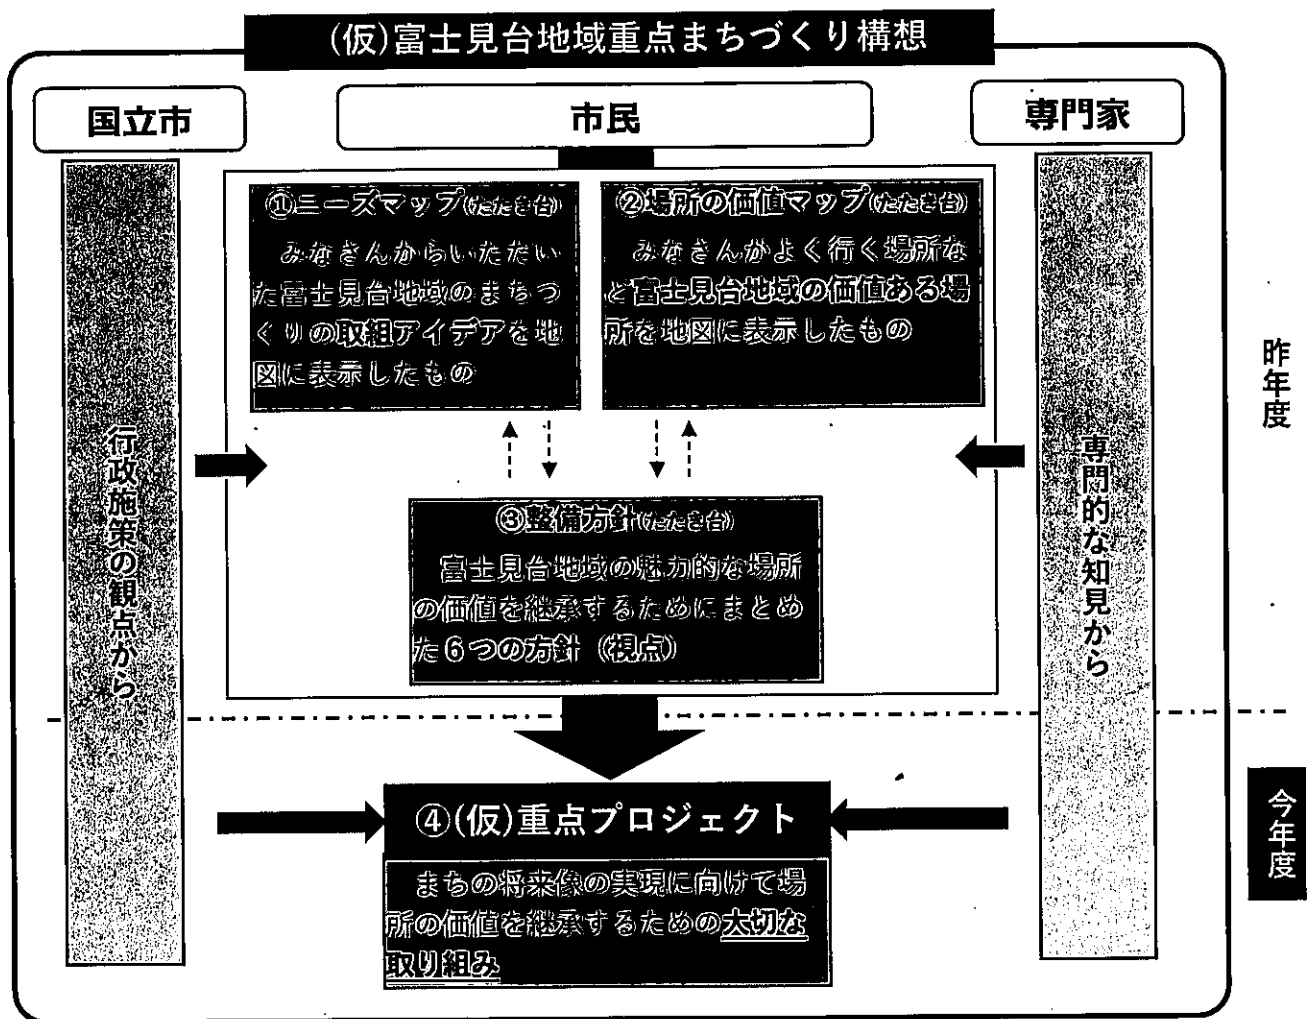 (仮)富士見台地域重点まちづくり構想
国立市
市民
専門家
①ニーズマップ(たたき台)
みなさんからいただい
た富士見台地域のまちづ
くりの取組アイデアを地
図に表示したもの
②場所の価値マップ(たたき台)
みなさんがよく行く場所な
ど富士見台地域の価値ある場
所を地図に表示したもの
行政施策の観点から
専門的な知見から
昨年度
③整備方針(たたき台)
富士見台地域の魅力的な場所
の価値を継承するためにまとめ
た６つの方針（視点）
④(仮)重点プロジェクト
まちの将来像の実現に向けて場
所の価値を継承するための大切な
取り組み
今年度